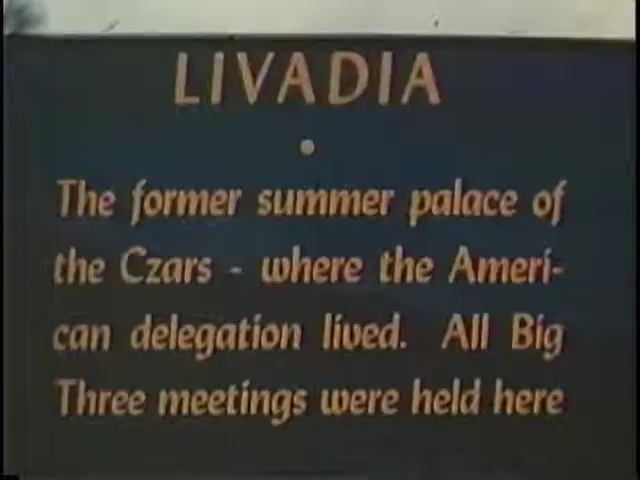 LIVADIA
•
The former summer palace of
the Czars - where the Ameri-
can delegation lived. All Big
Three meetings were held here